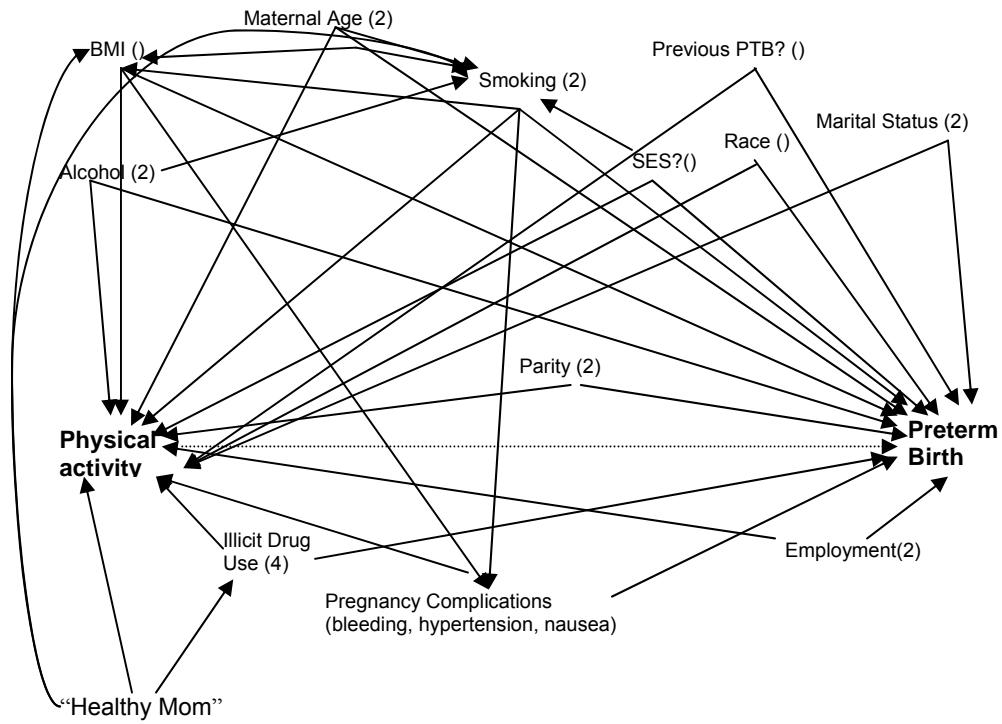 Maternal Age (2)
BMI ()
Previous PTB? ()
Smoking (2)
Marital Status (2)
Race ()
SES?()
Alcohol (2)
Parity (2)
Physical
activity
Preterm
Birth
Illicit Drug
Use (4)
Employment(2)
Pregnancy Complications
(bleeding, hypertension, nausea)
“Healthy Mom”